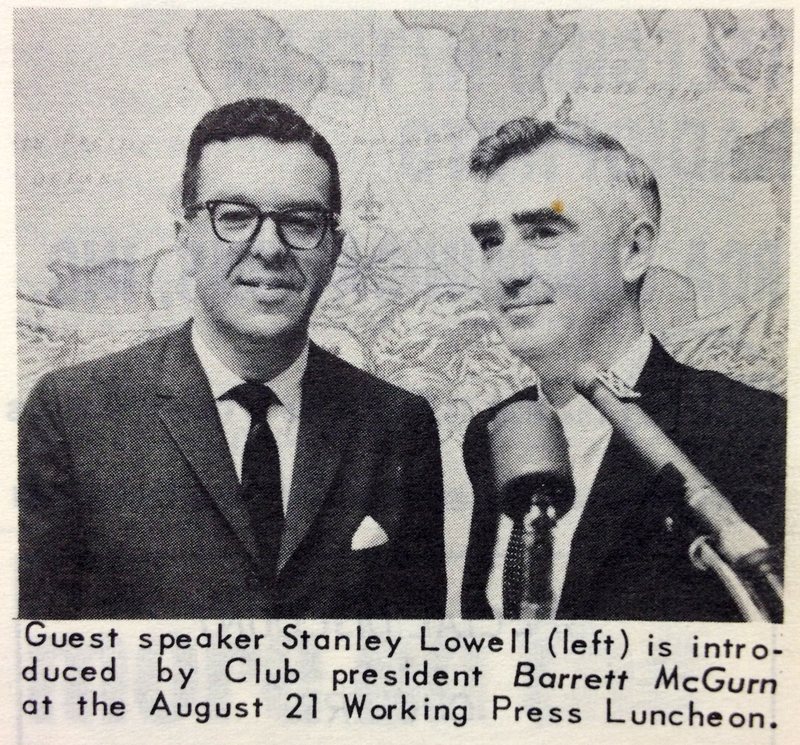 Guest speaker Stanley Lowell (left) is intro-
duced by Club president Barrett McGurn
at the August 21 Working Press Luncheon.